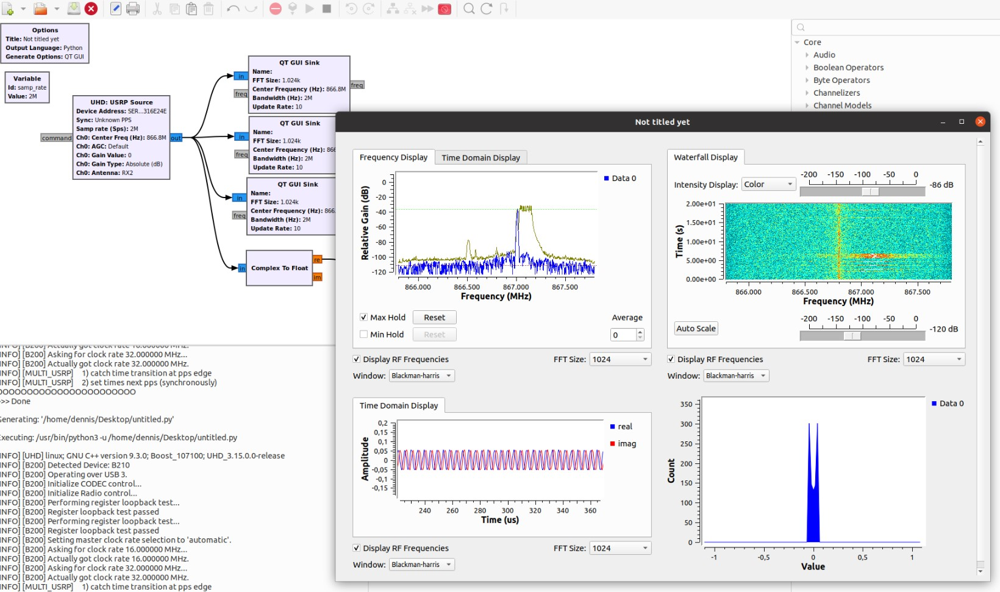 Options
Title: Not titled yet
Output Language: Python
Generate Options: QT GUI
Variable
Id: samp_rate
Value: 2M
UHD: USRP Source
Device Address: SER...316E24E
Sync: Unknown PPS
Samp rate (Sps): 2M
Ch0: Center Freq (Hz): 866.8M
Ch0: AGC: Default
Ch0: Gain Value: 0
Ch0: Gain Type: Absolute (dB)
Ch0: Antenna: RX2
command
out
QT GUI Sink
Name:
FFT Size: 1.024k
Center Frequency (Hz): 866.8M
Bandwidth (Hz): 2M
Update Rate: 10
in
freq
freq
QT GUI Sink
Name:
FFT Size: 1.024k
Center Frequency (Hz): 866
Bandwidth (Hz): 2M
Update Rate: 10
in
freq
QT GUI Sink
Name:
FFT Size: 1.024k
Center Frequency (Hz): 866.
Bandwidth (Hz): 2M
Update Rate: 10
in
freq
Complex To Float
in
re
im
Core
Audio
Boolean Operators
Byte Operators
Channelizers
Channel Models
Not titled yet
Frequency Display
Time Domain Display
Relative Gain (dB)
0
-20
-40
-60
-80
-100
-120
866.000 866.500 867.000 867.500
Frequency (MHz)
Data 0
Max Hold Reset
Average
Min Hold Reset
0
Display RF Frequencies FFT Size: 1024
Window: Blackman-harris
Waterfall Display
Intensity Display: Color
-200 -150 -100 -50 0
-86 dB
Time (s)
2.00e+01
1.50e+01
1.00e+01
5.00e+00
0.00e+00
866.000 866.500 867.000 867.500
Frequency (MHz)
Auto Scale
-200 -150 -100 -50 0
-120 dB
Display RF Frequencies FFT Size: 1024
Window: Blackman-harris
Time Domain Display
Amplitude
0,2
0,15
0,1
0,05
0
-0,05
-0,1
-0,15
240 260 280 300 320 340 360
Time (us)
real
imag
Display RF Frequencies FFT Size: 1024
Window: Blackman-harris
Count
350
300
250
200
150
100
50
0
-1 -0,5 0 0,5 1
Value
Data 0
INFO] [B200] Actually got clock rate 16.000000 MHz.
INFO] [B200] Asking for clock rate 32.000000 MHz...
INFO] [B200] Actually got clock rate 32.000000 MHz.
INFO] [MULTI_USRP] 1) catch time transition at pps edge
INFO] [MULTI_USRP] 2) set times next pps (synchronously)
OOOOOOOOOOOOOOOOOOOOOOOO
>>> Done
Generating: '/home/dennis/Desktop/untitled.py'
Executing: /usr/bin/python3 -u /home/dennis/Desktop/untitled.py
INFO] [UHD] linux; GNU C++ version 9.3.0; Boost_107100; UHD_3.15.0.0-release
INFO] [B200] Detected Device: B210
INFO] [B200] Operating over USB 3.
INFO] [B200] Initialize CODEC control...
INFO] [B200] Initialize Radio control...
INFO] [B200] Performing register loopback test...
INFO] [B200] Register loopback test passed
INFO] [B200] Performing register loopback test...
INFO] [B200] Register loopback test passed
INFO] [B200] Setting master clock rate selection to 'automatic'.
INFO] [B200] Asking for clock rate 16.000000 MHz...
INFO] [B200] Actually got clock rate 16.000000 MHz.
INFO] [B200] Asking for clock rate 32.000000 MHz...
INFO] [B200] Actually got clock rate 32.000000 MHz.
INFO] [MULTI_USRP] 1) catch time transition at pps edge